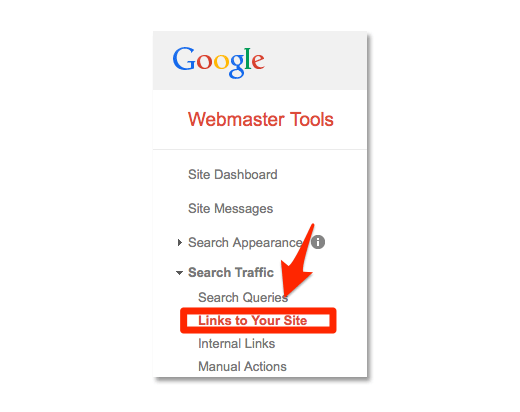 Google
Webmaster Tools
Site Dashboard
Site Messages
Search Appearance i
Search Traffic
Search Queries
Links to Your Site
Internal Links
Manual Actions